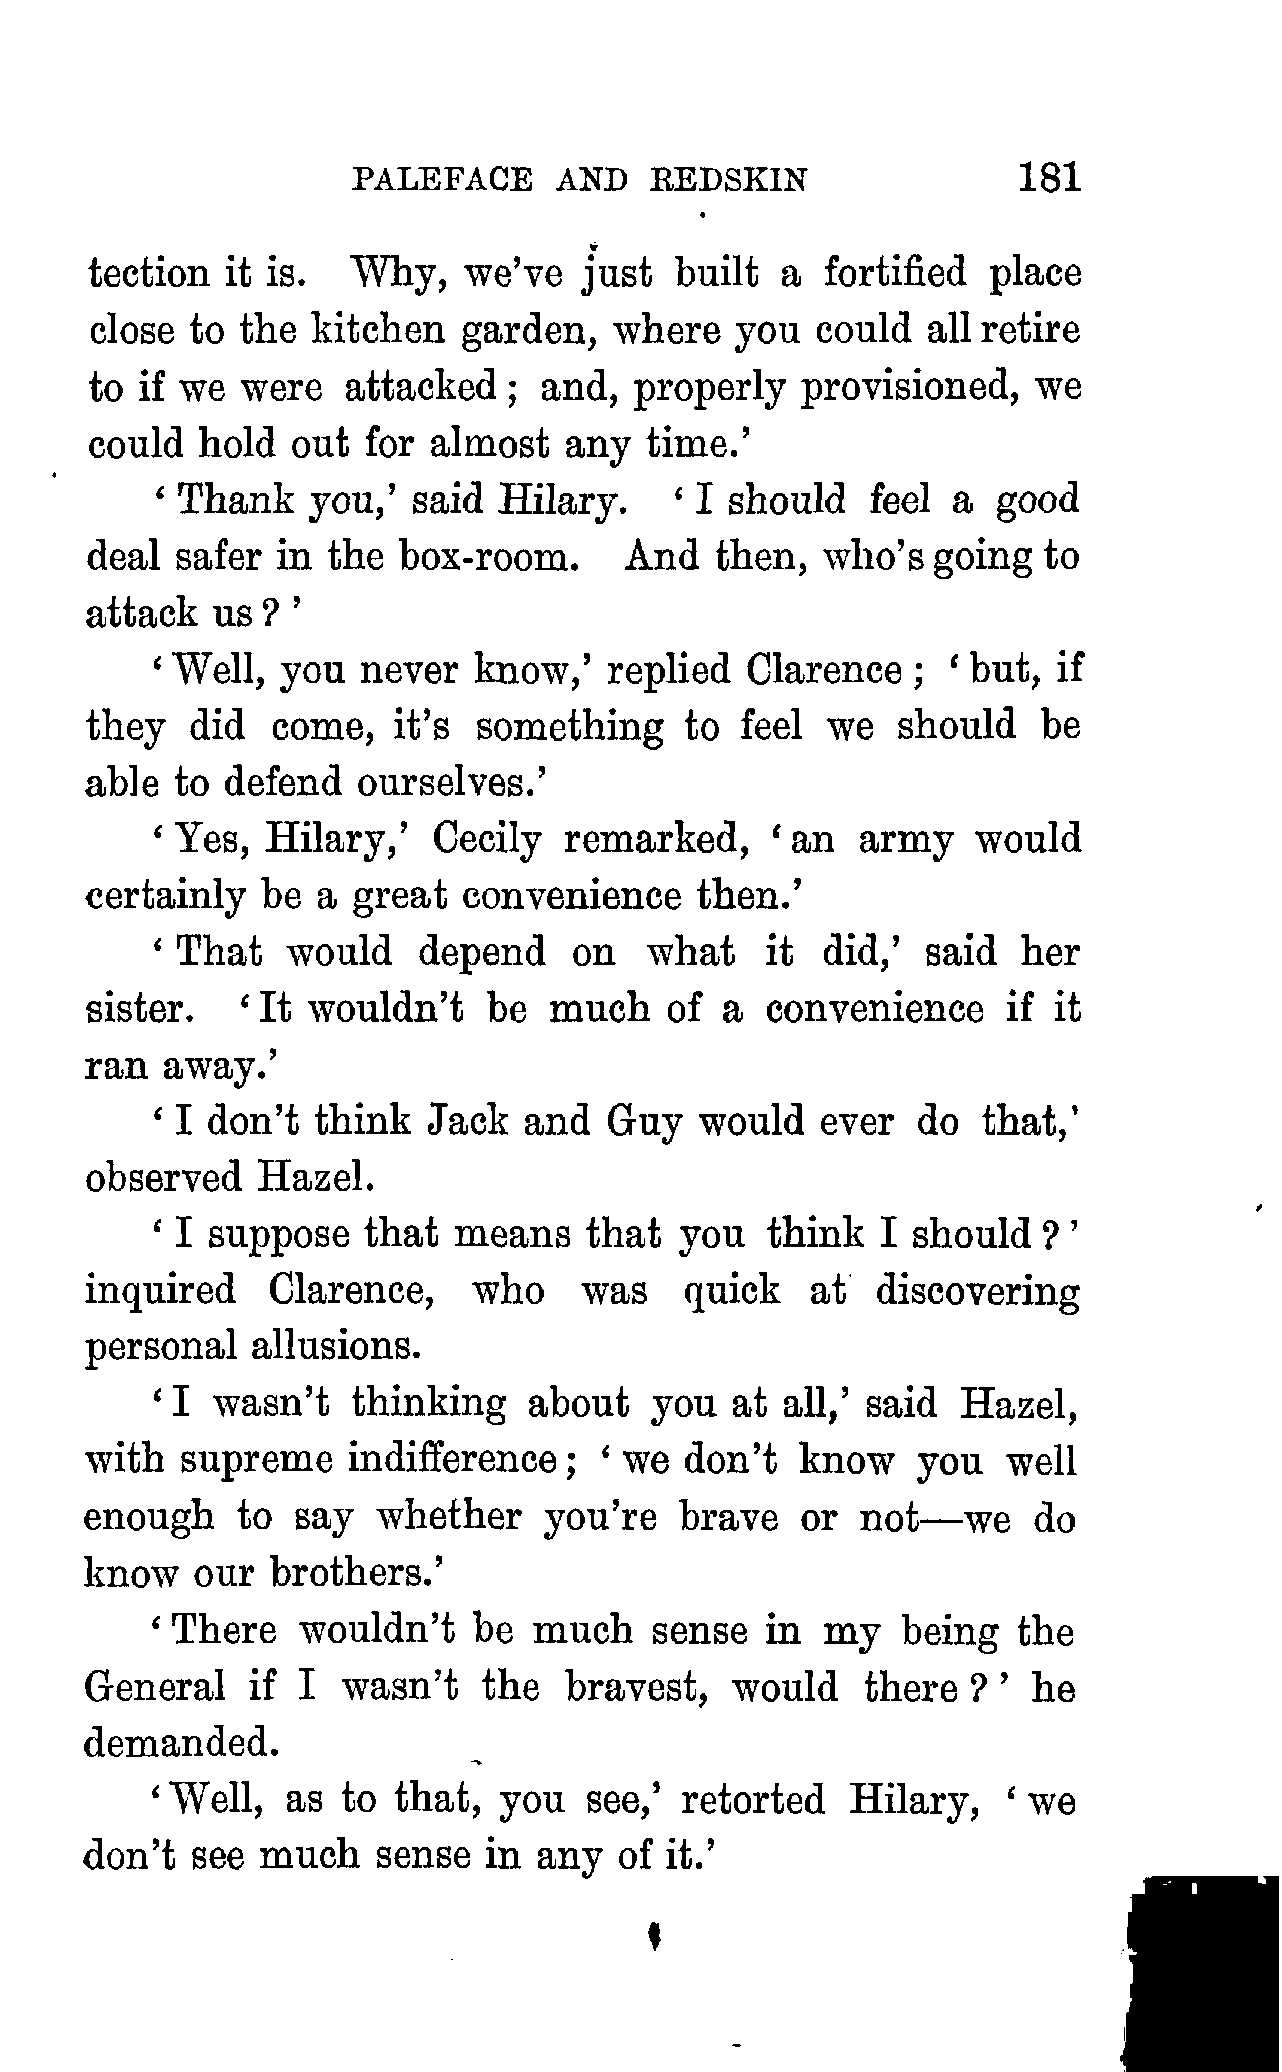 PALEFACE AND REDSKIN 181
tection it is. Why, we've just built a fortified place
close to the kitchen garden, where you could all retire
to if we were attacked ; and, properly provisioned, we
could hold out for almost any time.'
‘ Thank you,’ said Hilary. ‘ I should feel a good
deal safer in the box-room. And then, who's going to
attack us ? ’
‘ Well, you never know,’ replied Clarence ; ‘ but, if
they did come, it's something to feel we should be
able to defend ourselves.’
‘ Yes, Hilary,’ Cecily remarked, ‘ an army would
certainly be a great convenience then.’
‘ That would depend on what it did,’ said her
sister. ‘ It wouldn't be much of a convenience if it
ran away.’
‘ I don't think Jack and Guy would ever do that,’
observed Hazel.
‘ I suppose that means that you think I should ? ’
inquired Clarence, who was quick at discovering
personal allusions.
‘ I wasn't thinking about you at all,’ said Hazel,
with supreme indifference ; ‘ we don't know you well
enough to say whether you're brave or not—we do
know our brothers.’
‘ There wouldn't be much sense in my being the
General if I wasn't the bravest, would there ? ’ he
demanded.
‘ Well, as to that, you see,’ retorted Hilary, ‘ we
don't see much sense in any of it.’